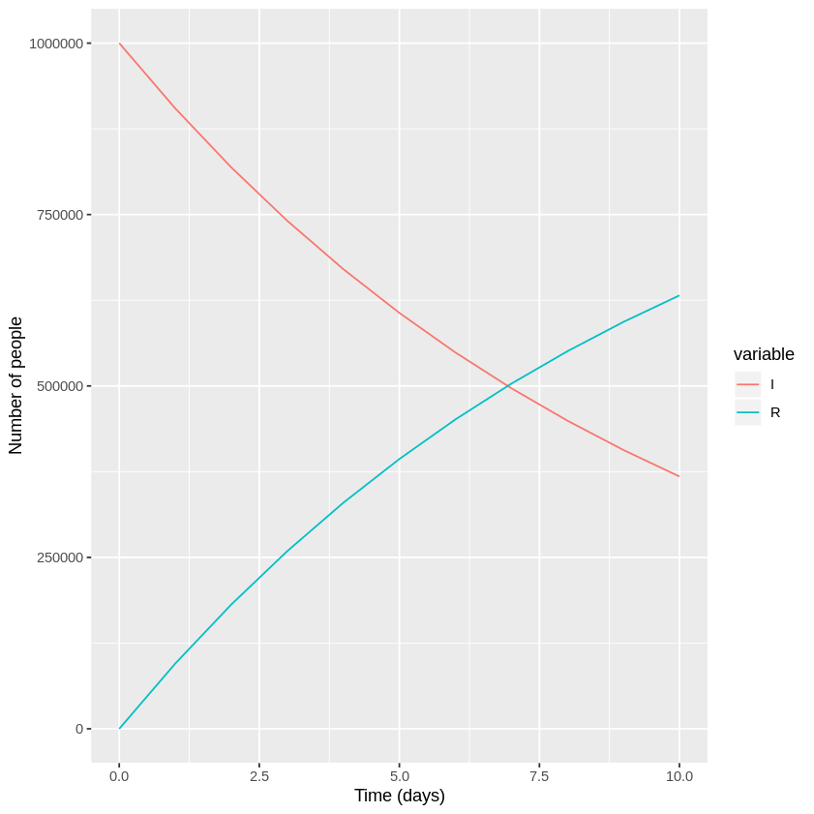 1000000
750000
500000
250000
0
Number of people
0.0 2.5 5.0 7.5 10.0
Time (days)
variable
I
R